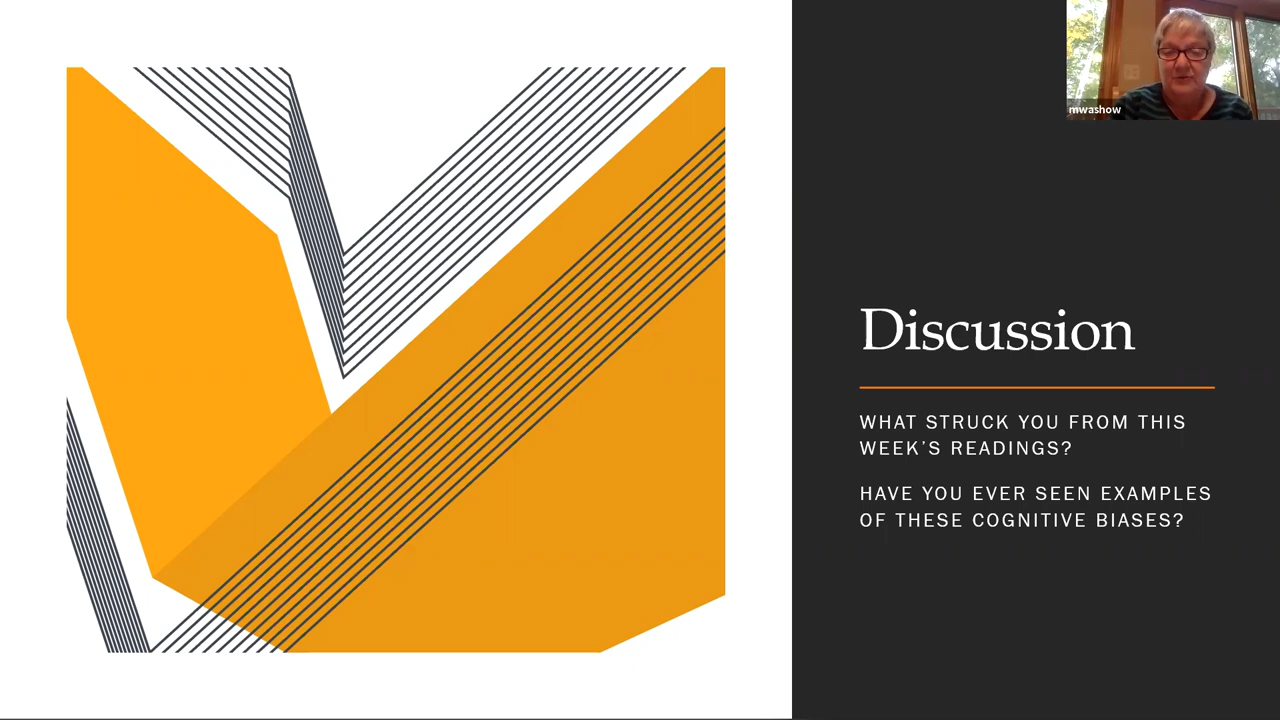 mwashow
Discussion
WHAT STRUCK YOU FROM THIS
WEEK’S READINGS?
HAVE YOU EVER SEEN EXAMPLES
OF THESE COGNITIVE BIASES?